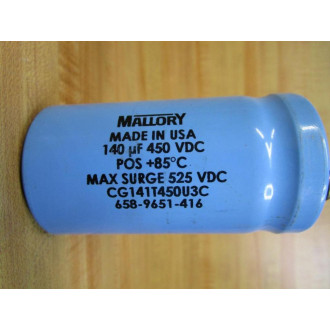 MALLORY
MADE IN USA
140 µF 450 VDC
POS +85°C
MAX SURGE 525 VDC
CG141T450U3C
658-9651-416